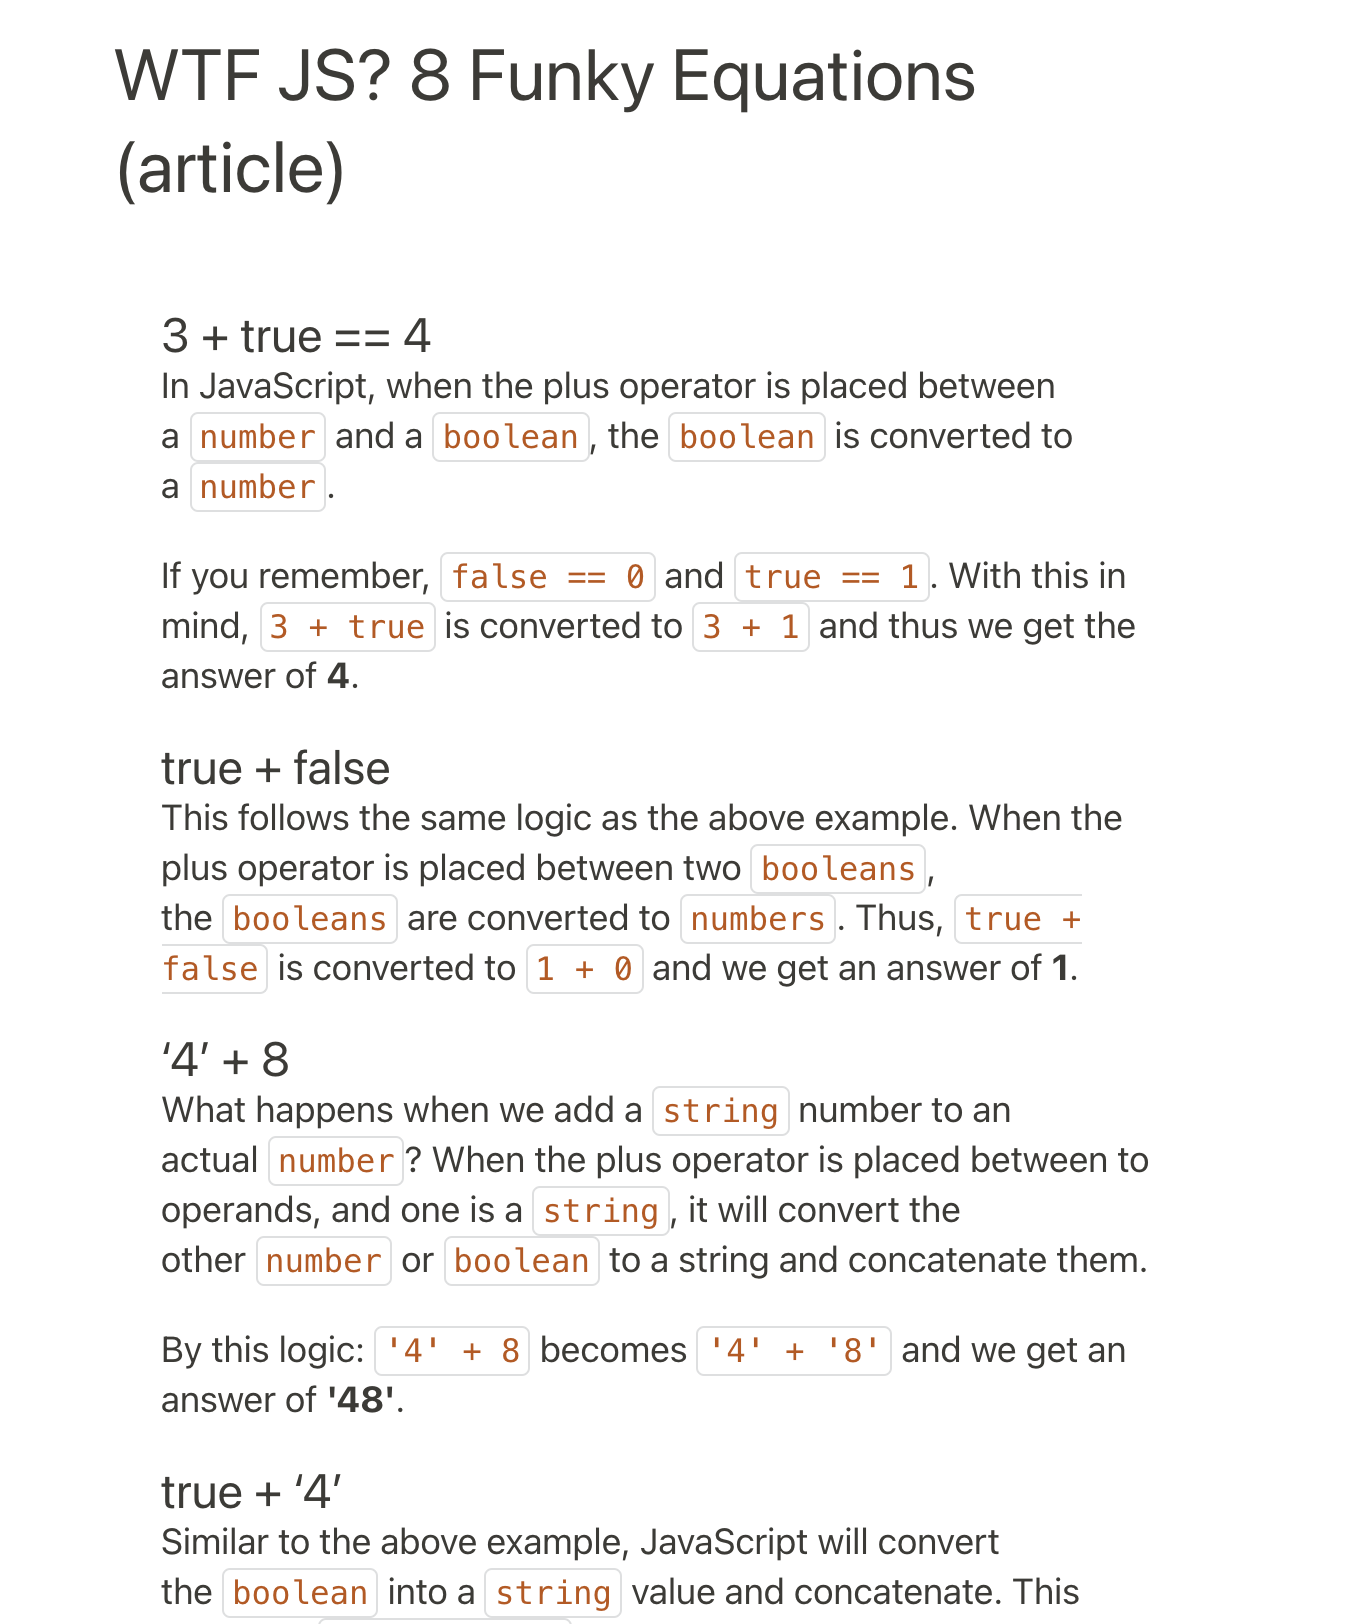 WTF JS? 8 Funky Equations
(article)
3 + true == 4
In JavaScript, when the plus operator is placed between
a number and a boolean, the boolean is converted to
a number.
If you remember, false == 0 and true == 1. With this in
mind, 3 + true is converted to 3 + 1 and thus we get the
answer of 4.
true + false
This follows the same logic as the above example. When the
plus operator is placed between two booleans,
the booleans are converted to numbers. Thus, true +
false is converted to 1 + 0 and we get an answer of 1.
‘4’ + 8
What happens when we add a string number to an
actual number? When the plus operator is placed between to
operands, and one is a string, it will convert the
other number or boolean to a string and concatenate them.
By this logic: '4' + 8 becomes '4' + '8' and we get an
answer of '48'.
true + ‘4’
Similar to the above example, JavaScript will convert
the boolean into a string value and concatenate. This